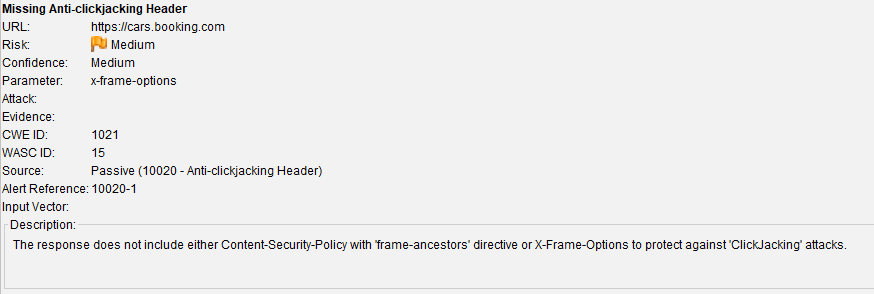 Missing Anti-clickjacking Header
URL: https://cars.booking.com
Risk: Medium
Confidence: Medium
Parameter: x-frame-options
Attack:
Evidence:
CWE ID: 1021
WASC ID: 15
Source: Passive (10020 - Anti-clickjacking Header)
Alert Reference: 10020-1
Input Vector:
Description:
The response does not include either Content-Security-Policy with 'frame-ancestors' directive or X-Frame-Options to protect against 'ClickJacking' attacks.